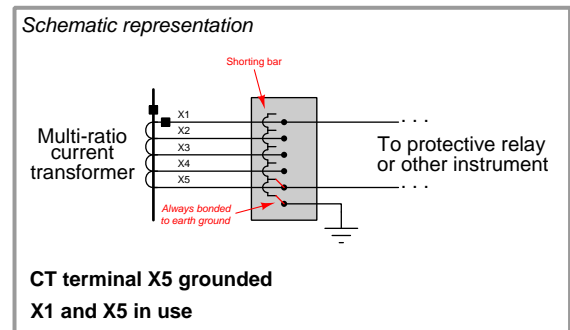 Schematic representation
Shorting bar
X1
X2
X3
X4
X5
Multi-ratio
current
transformer
To protective relay
or other instrument
. . .
. . .
Always bonded
to earth ground
CT terminal X5 grounded
X1 and X5 in use